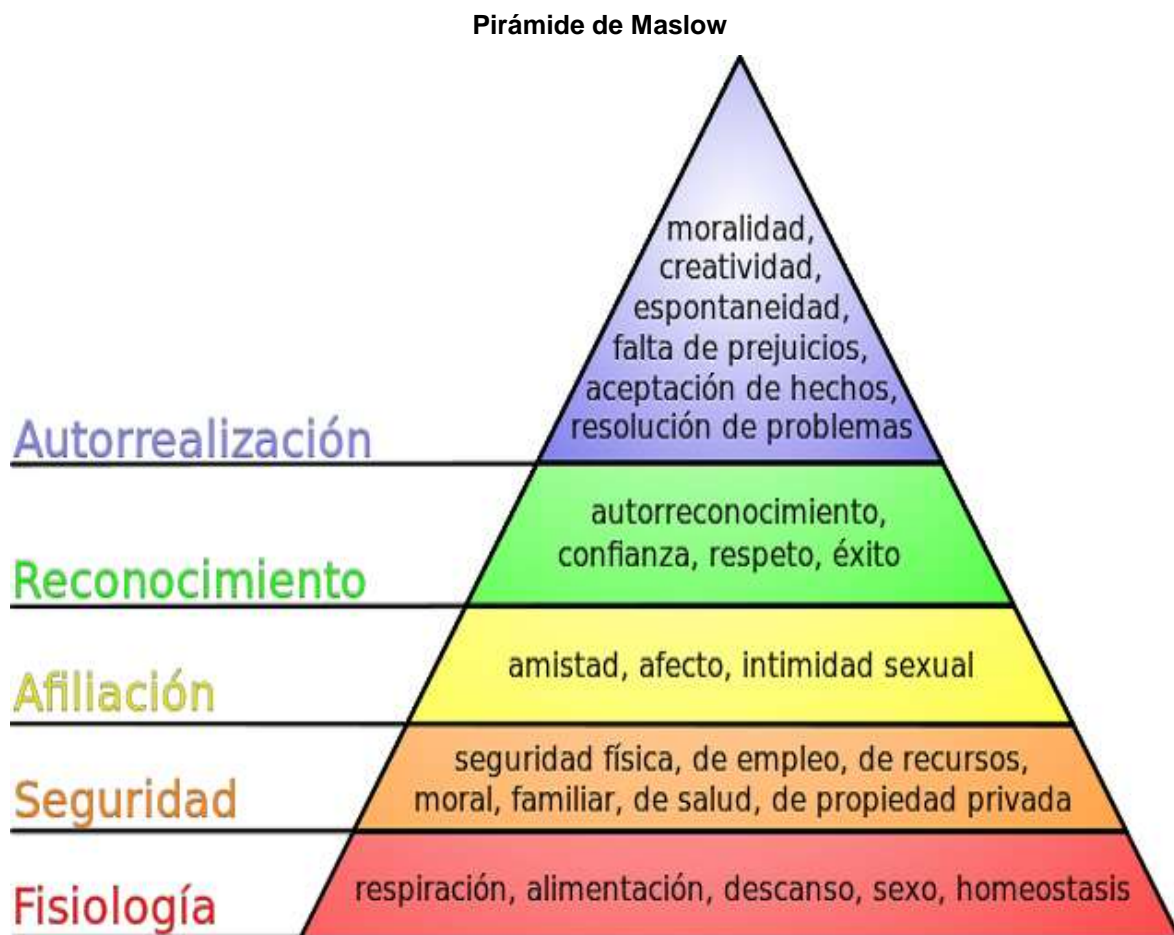 Pirámide de Maslow
moralidad,
creatividad,
espontaneidad,
falta de prejuicios,
aceptación de hechos,
resolución de problemas
Autorrealización
autorreconocimiento,
confianza, respeto, éxito
Reconocimiento
amistad, afecto, intimidad sexual
Afiliación
seguridad física, de empleo, de recursos,
moral, familiar, de salud, de propiedad privada
Seguridad
respiración, alimentación, descanso, sexo, homeostasis
Fisiología